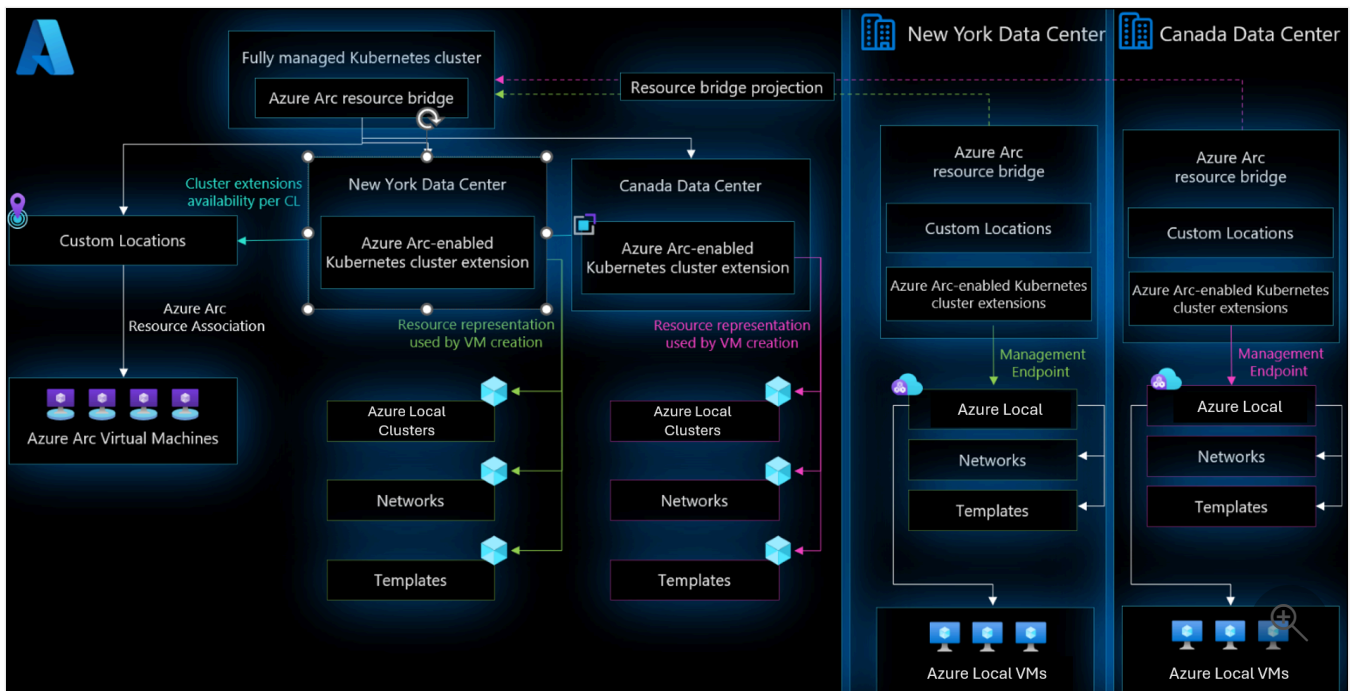 Fully managed Kubernetes cluster
Azure Arc resource bridge
Resource bridge projection
Cluster extensions
availability per CL
Custom Locations
Azure Arc
Resource Association
Azure Arc Virtual Machines
New York Data Center
Azure Arc-enabled
Kubernetes cluster extension
Resource representation
used by VM creation
Azure Local
Clusters
Networks
Templates
Canada Data Center
Azure Arc-enabled
Kubernetes cluster extension
Resource representation
used by VM creation
Azure Local
Clusters
Networks
Templates
New York Data Center
Azure Arc
resource bridge
Custom Locations
Azure Arc-enabled Kubernetes
cluster extensions
Management
Endpoint
Azure Local
Networks
Templates
Azure Local VMs
Canada Data Center
Azure Arc
resource bridge
Custom Locations
Azure Arc-enabled Kubernetes
cluster extensions
Management
Endpoint
Azure Local
Networks
Templates
Azure Local VMs